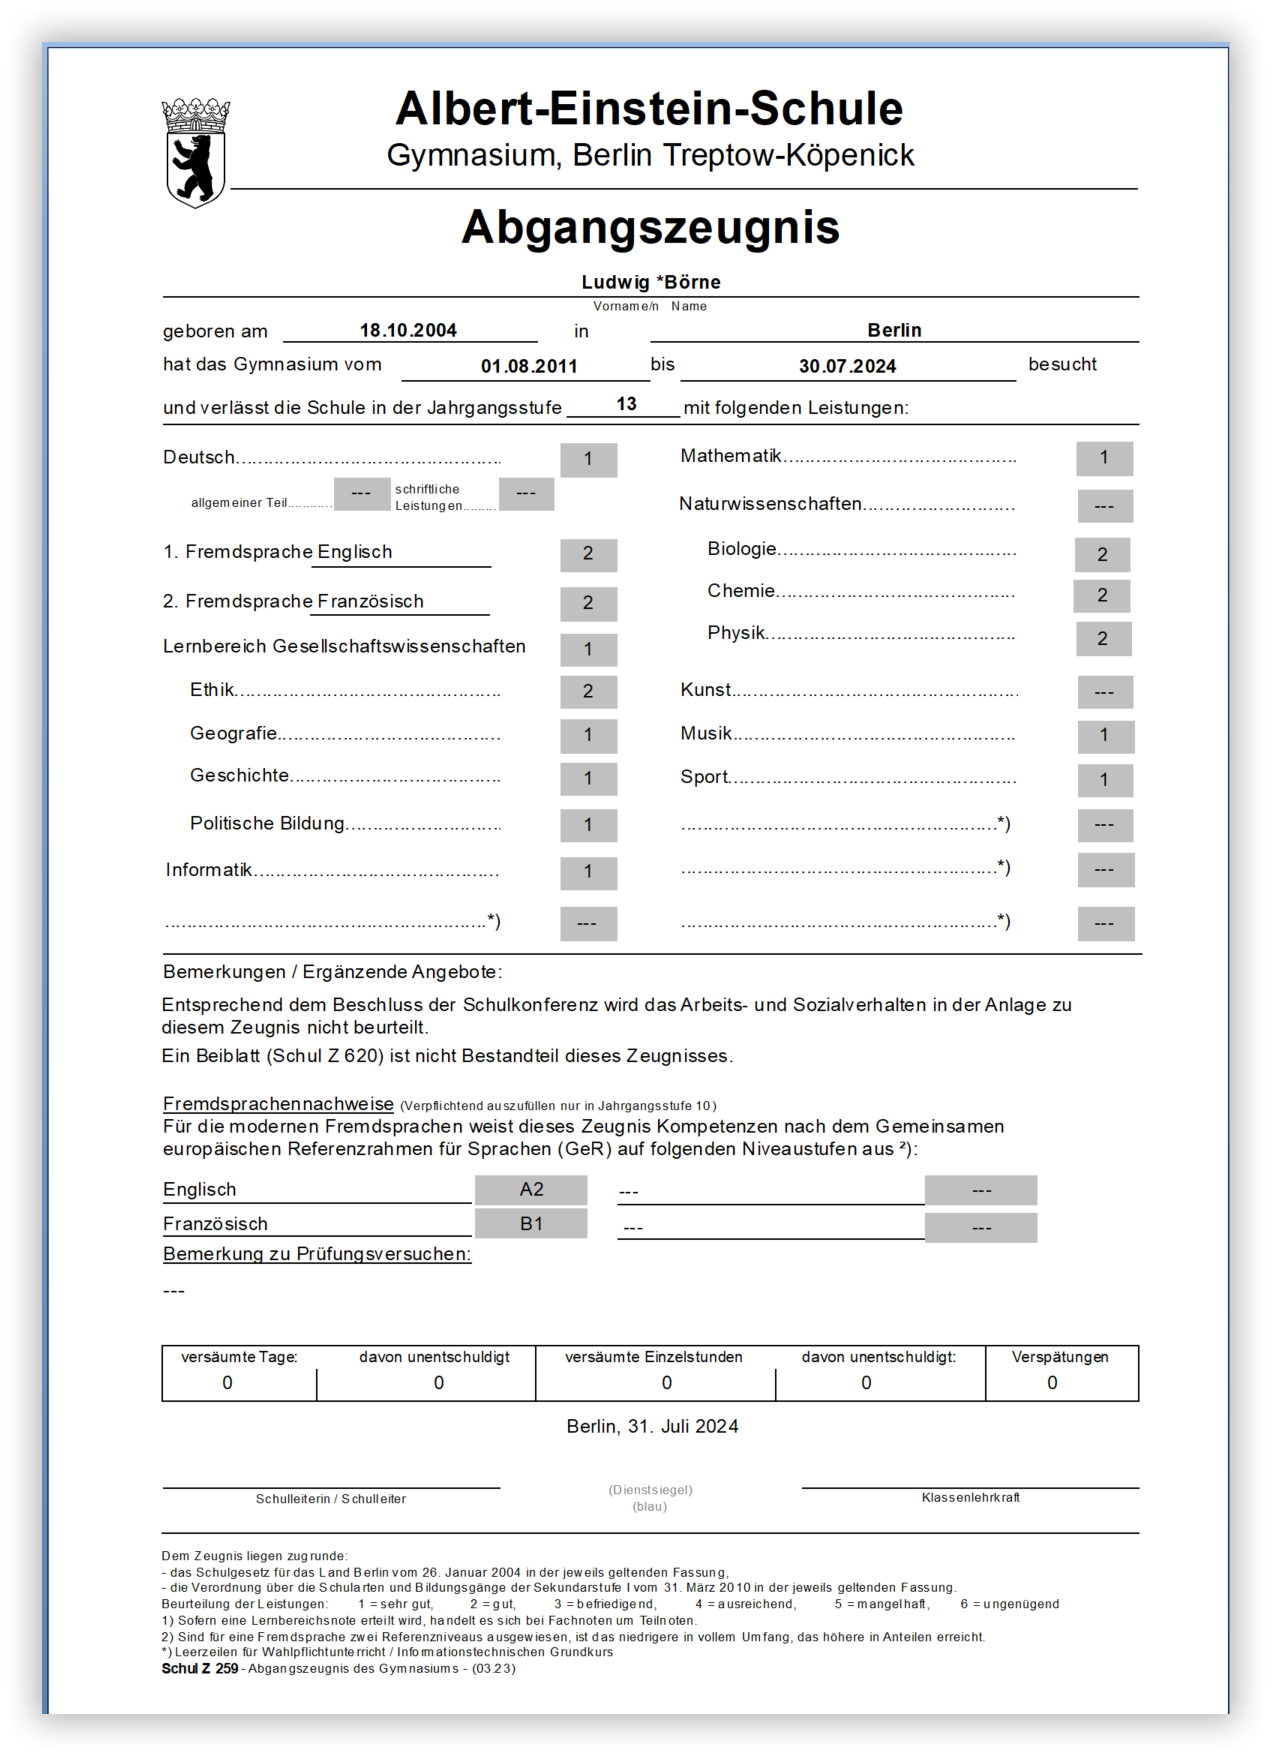 Albert-Einstein-Schule
Gymnasium, Berlin Treptow-Köpenick
Abgangszeugnis
Ludwig *Börne
Vorname/n Name
geboren am 18.10.2004 in Berlin
hat das Gymnasium vom 01.08.2011 bis 30.07.2024 besucht
und verlässt die Schule in der Jahrgangsstufe 13 mit folgenden Leistungen:
Deutsch................................................ 1
allgemeiner Teil............ --- schriftliche Leistungen......... ---
1. Fremdsprache Englisch 2
2. Fremdsprache Französisch 2
Lernbereich Gesellschaftswissenschaften 1
Ethik................................................ 2
Geografie........................................ 1
Geschichte...................................... 1
Politische Bildung............................ 1
Informatik............................................ 1
..........................................................*) ---
Mathematik.......................................... 1
Naturwissenschaften............................ ---
Biologie........................................... 2
Chemie........................................... 2
Physik............................................. 2
Kunst.................................................... ---
Musik................................................... 1
Sport.................................................... 1
.........................................................*) ---
.........................................................*) ---
.........................................................*) ---
Bemerkungen / Ergänzende Angebote:
Entsprechend dem Beschluss der Schulkonferenz wird das Arbeits- und Sozialverhalten in der Anlage zu
diesem Zeugnis nicht beurteilt.
Ein Beiblatt (Schul Z 620) ist nicht Bestandteil dieses Zeugnisses.
Fremdsprachennachweise (Verpflichtend auszufüllen nur in Jahrgangsstufe 10)
Für die modernen Fremdsprachen weist dieses Zeugnis Kompetenzen nach dem Gemeinsamen
europäischen Referenzrahmen für Sprachen (GeR) auf folgenden Niveaustufen aus ²):
Englisch A2 --- ---
Französisch B1 --- ---
Bemerkung zu Prüfungsversuchen:
---
versäumte Tage: davon unentschuldigt versäumte Einzelstunden davon unentschuldigt: Verspätungen
0 0 0 0 0
Berlin, 31. Juli 2024
Schulleiterin / Schulleiter (Dienstsiegel) Klassenlehrkraft
(blau)
Dem Zeugnis liegen zugrunde:
- das Schulgesetz für das Land Berlin vom 26. Januar 2004 in der jeweils geltenden Fassung,
- die Verordnung über die Schularten und Bildungsgänge der Sekundarstufe I vom 31. März 2010 in der jeweils geltenden Fassung.
Beurteilung der Leistungen: 1 = sehr gut, 2 = gut, 3 = befriedigend, 4 = ausreichend, 5 = mangelhaft, 6 = ungenügend
1) Sofern eine Lernbereichsnote erteilt wird, handelt es sich bei Fachnoten um Teilnoten.
2) Sind für eine Fremdsprache zwei Referenzniveaus ausgewiesen, ist das niedrigere in vollem Umfang, das höhere in Anteilen erreicht.
*) Leerzeilen für Wahlpflichtunterricht / Informationstechnischen Grundkurs
Schul Z 259 - Abgangszeugnis des Gymnasiums - (03.23)